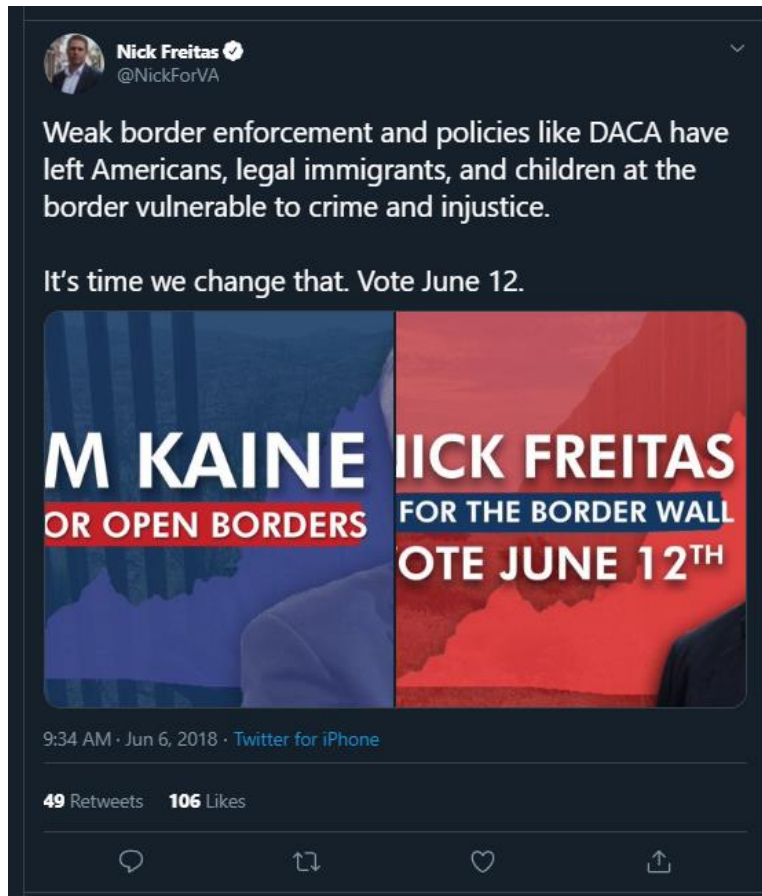 Nick Freitas
@NickForVA
Weak border enforcement and policies like DACA have
left Americans, legal immigrants, and children at the
border vulnerable to crime and injustice.
It's time we change that. Vote June 12.
M KAINE
OR OPEN BORDERS
IICK FREITAS
FOR THE BORDER WALL
OTE JUNE 12TH
9:34 AM · Jun 6, 2018 · Twitter for iPhone
49 Retweets 106 Likes